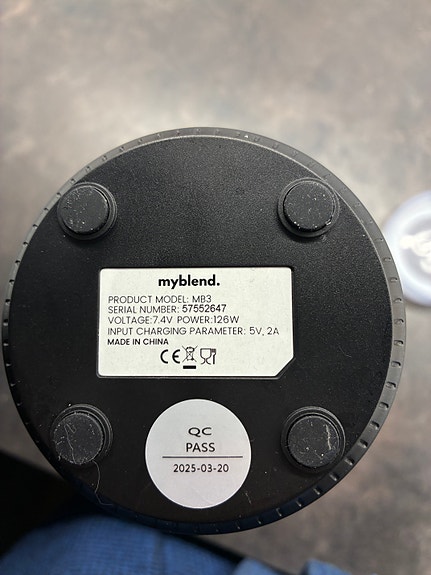 myblend.
PRODUCT MODEL: MB3
SERIAL NUMBER: 57552647
VOLTAGE:7.4V POWER:126W
INPUT CHARGING PARAMETER: 5V, 2A
MADE IN CHINA
CE
QC
PASS
2025-03-20